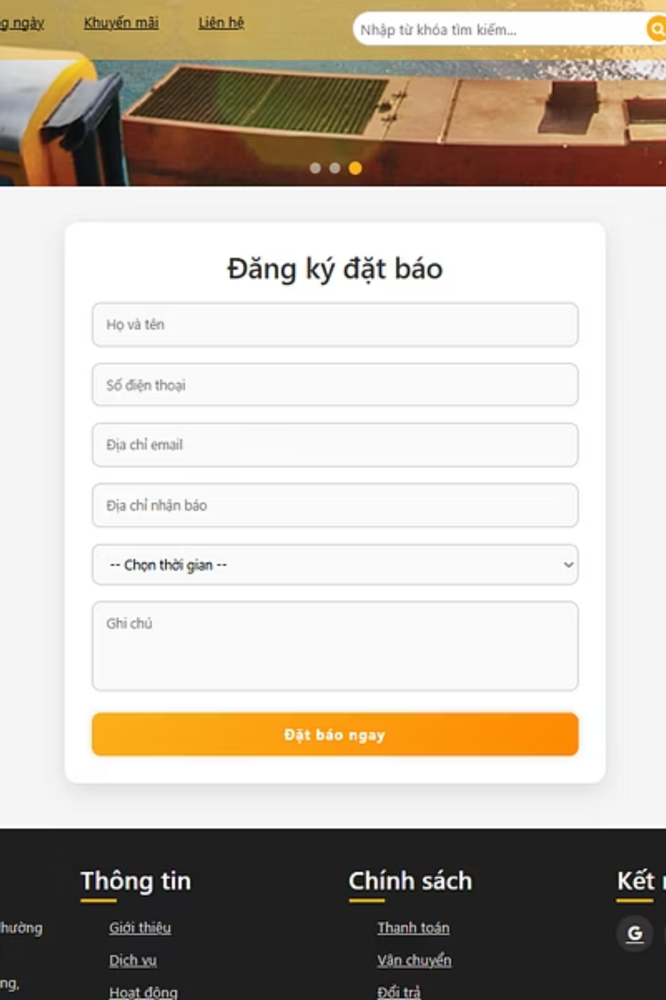 ngày
Khuyến mãi
Liên hệ
Nhập từ khóa tìm kiếm...
Đăng ký đặt báo
Họ và tên
Số điện thoại
Địa chỉ email
Địa chỉ nhận báo
-- Chọn thời gian --
Ghi chú
Đặt báo ngay
Thông tin
Giới thiệu
Dịch vụ
Hoạt động
Chính sách
Thanh toán
Vận chuyển
Đổi trả
Kết
G